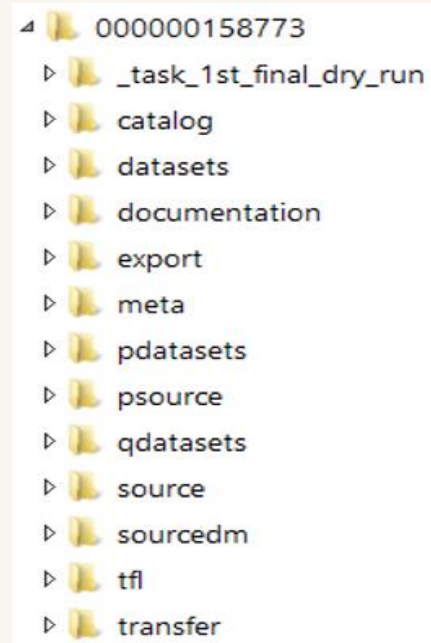 000000158773
_task_1st_final_dry_run
catalog
datasets
documentation
export
meta
pdatasets
psource
qdatasets
source
sourcedm
tfl
transfer